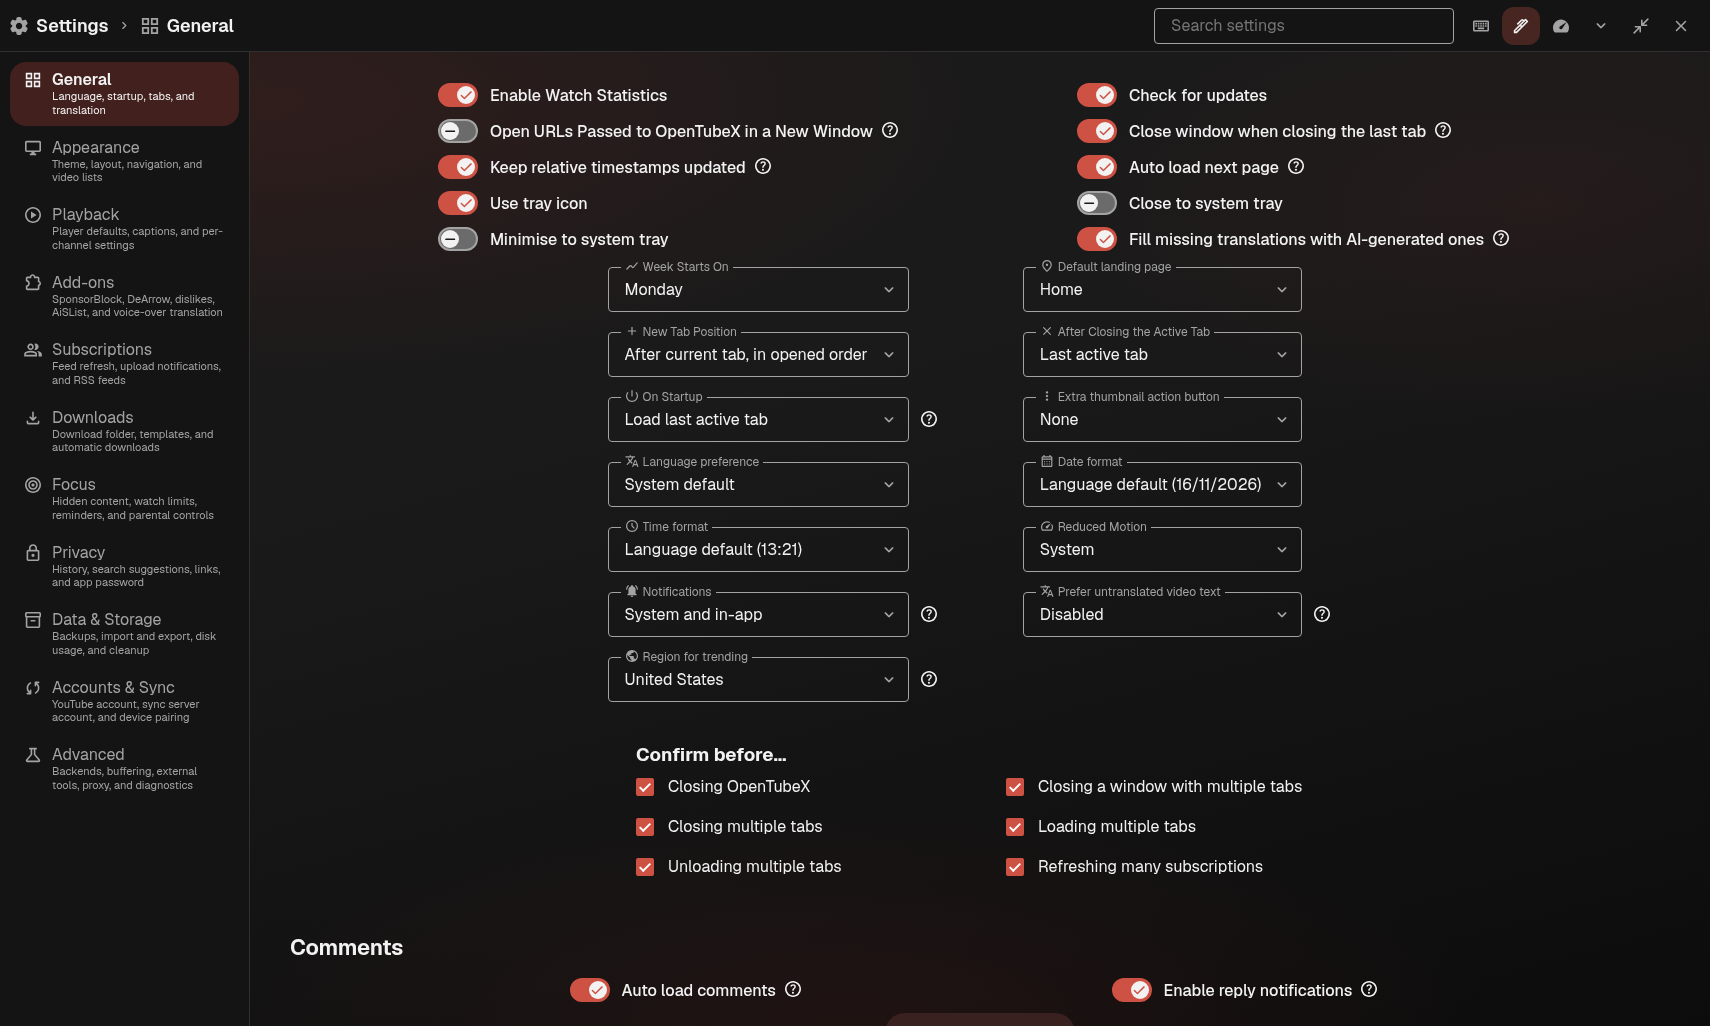 Settings > General
Search settings
General
Language, startup, tabs, and
translation
Appearance
Theme, layout, navigation, and
video lists
Playback
Player defaults, captions, and per-
channel settings
Add-ons
SponsorBlock, DeArrow, dislikes,
AiSList, and voice-over translation
Subscriptions
Feed refresh, upload notifications,
and RSS feeds
Downloads
Download folder, templates, and
automatic downloads
Focus
Hidden content, watch limits,
reminders, and parental controls
Privacy
History, search suggestions, links,
and app password
Data & Storage
Backups, import and export, disk
usage, and cleanup
Accounts & Sync
YouTube account, sync server
account, and device pairing
Advanced
Backends, buffering, external
tools, proxy, and diagnostics
Enable Watch Statistics
Check for updates
Open URLs Passed to OpenTubeX in a New Window
Close window when closing the last tab
Keep relative timestamps updated
Auto load next page
Use tray icon
Close to system tray
Minimise to system tray
Fill missing translations with AI-generated ones
Week Starts On
Monday
Default landing page
Home
New Tab Position
After current tab, in opened order
After Closing the Active Tab
Last active tab
On Startup
Load last active tab
Extra thumbnail action button
None
Language preference
System default
Date format
Language default (16/11/2026)
Time format
Language default (13:21)
Reduced Motion
System
Notifications
System and in-app
Prefer untranslated video text
Disabled
Region for trending
United States
Confirm before...
Closing OpenTubeX
Closing a window with multiple tabs
Closing multiple tabs
Loading multiple tabs
Unloading multiple tabs
Refreshing many subscriptions
Comments
Auto load comments
Enable reply notifications